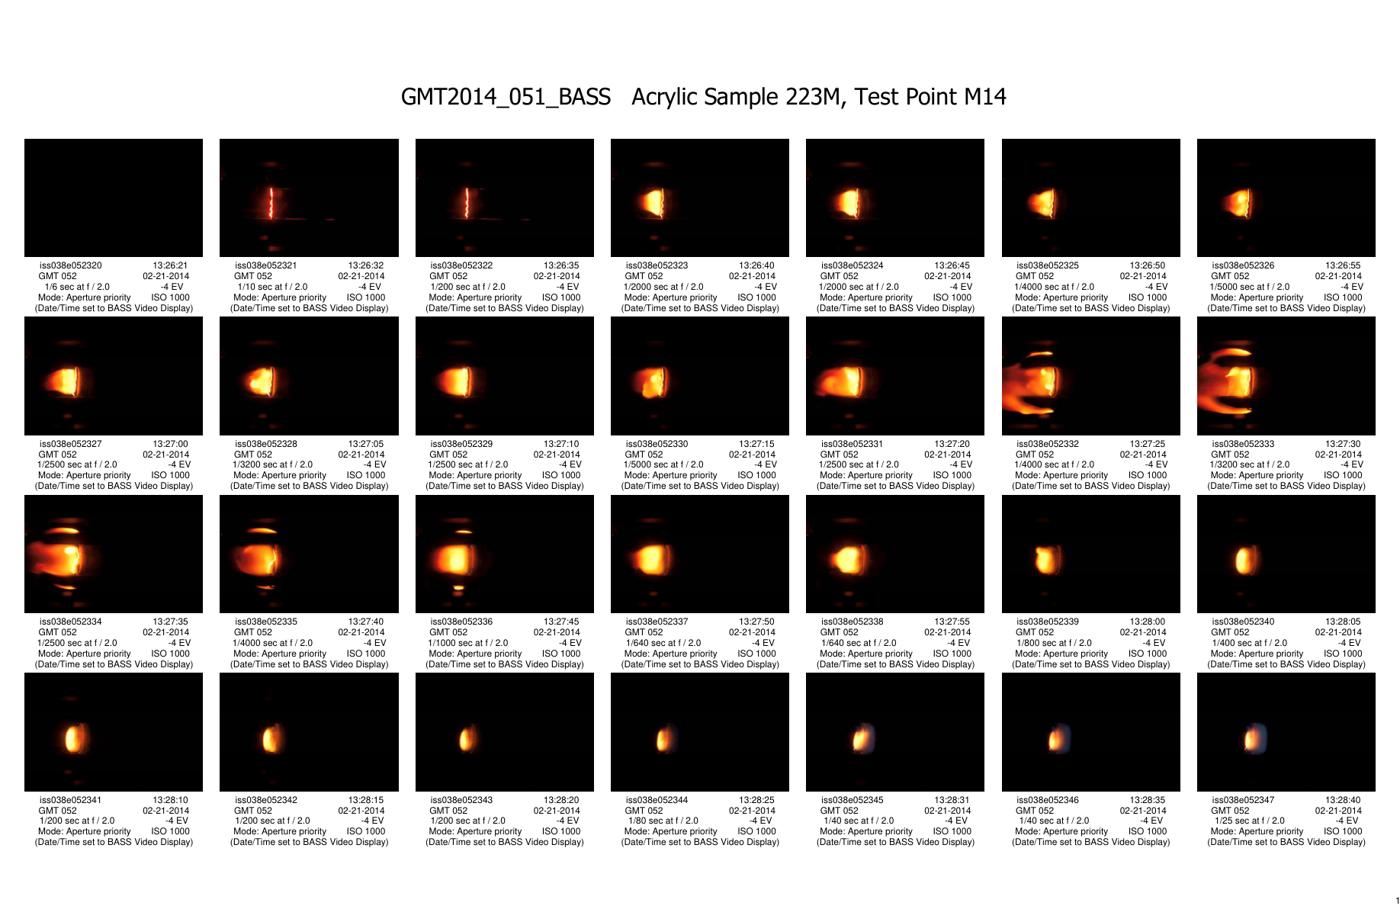 GMT2014_051_BASS Acrylic Sample 223M, Test Point M14
iss038e052320 13:26:21
GMT 052 02-21-2014
1/6 sec at f / 2.0 -4 EV
Mode: Aperture priority ISO 1000
(Date/Time set to BASS Video Display)
iss038e052321 13:26:32
GMT 052 02-21-2014
1/10 sec at f / 2.0 -4 EV
Mode: Aperture priority ISO 1000
(Date/Time set to BASS Video Display)
iss038e052322 13:26:35
GMT 052 02-21-2014
1/200 sec at f / 2.0 -4 EV
Mode: Aperture priority ISO 1000
(Date/Time set to BASS Video Display)
iss038e052323 13:26:40
GMT 052 02-21-2014
1/2000 sec at f / 2.0 -4 EV
Mode: Aperture priority ISO 1000
(Date/Time set to BASS Video Display)
iss038e052324 13:26:45
GMT 052 02-21-2014
1/2000 sec at f / 2.0 -4 EV
Mode: Aperture priority ISO 1000
(Date/Time set to BASS Video Display)
iss038e052325 13:26:50
GMT 052 02-21-2014
1/4000 sec at f / 2.0 -4 EV
Mode: Aperture priority ISO 1000
(Date/Time set to BASS Video Display)
iss038e052326 13:26:55
GMT 052 02-21-2014
1/5000 sec at f / 2.0 -4 EV
Mode: Aperture priority ISO 1000
(Date/Time set to BASS Video Display)
iss038e052327 13:27:00
GMT 052 02-21-2014
1/2500 sec at f / 2.0 -4 EV
Mode: Aperture priority ISO 1000
(Date/Time set to BASS Video Display)
iss038e052328 13:27:05
GMT 052 02-21-2014
1/3200 sec at f / 2.0 -4 EV
Mode: Aperture priority ISO 1000
(Date/Time set to BASS Video Display)
iss038e052329 13:27:10
GMT 052 02-21-2014
1/2500 sec at f / 2.0 -4 EV
Mode: Aperture priority ISO 1000
(Date/Time set to BASS Video Display)
iss038e052330 13:27:15
GMT 052 02-21-2014
1/5000 sec at f / 2.0 -4 EV
Mode: Aperture priority ISO 1000
(Date/Time set to BASS Video Display)
iss038e052331 13:27:20
GMT 052 02-21-2014
1/2500 sec at f / 2.0 -4 EV
Mode: Aperture priority ISO 1000
(Date/Time set to BASS Video Display)
iss038e052332 13:27:25
GMT 052 02-21-2014
1/4000 sec at f / 2.0 -4 EV
Mode: Aperture priority ISO 1000
(Date/Time set to BASS Video Display)
iss038e052333 13:27:30
GMT 052 02-21-2014
1/3200 sec at f / 2.0 -4 EV
Mode: Aperture priority ISO 1000
(Date/Time set to BASS Video Display)
iss038e052334 13:27:35
GMT 052 02-21-2014
1/2500 sec at f / 2.0 -4 EV
Mode: Aperture priority ISO 1000
(Date/Time set to BASS Video Display)
iss038e052335 13:27:40
GMT 052 02-21-2014
1/4000 sec at f / 2.0 -4 EV
Mode: Aperture priority ISO 1000
(Date/Time set to BASS Video Display)
iss038e052336 13:27:45
GMT 052 02-21-2014
1/1000 sec at f / 2.0 -4 EV
Mode: Aperture priority ISO 1000
(Date/Time set to BASS Video Display)
iss038e052337 13:27:50
GMT 052 02-21-2014
1/640 sec at f / 2.0 -4 EV
Mode: Aperture priority ISO 1000
(Date/Time set to BASS Video Display)
iss038e052338 13:27:55
GMT 052 02-21-2014
1/640 sec at f / 2.0 -4 EV
Mode: Aperture priority ISO 1000
(Date/Time set to BASS Video Display)
iss038e052339 13:28:00
GMT 052 02-21-2014
1/800 sec at f / 2.0 -4 EV
Mode: Aperture priority ISO 1000
(Date/Time set to BASS Video Display)
iss038e052340 13:28:05
GMT 052 02-21-2014
1/400 sec at f / 2.0 -4 EV
Mode: Aperture priority ISO 1000
(Date/Time set to BASS Video Display)
iss038e052341 13:28:10
GMT 052 02-21-2014
1/200 sec at f / 2.0 -4 EV
Mode: Aperture priority ISO 1000
(Date/Time set to BASS Video Display)
iss038e052342 13:28:15
GMT 052 02-21-2014
1/200 sec at f / 2.0 -4 EV
Mode: Aperture priority ISO 1000
(Date/Time set to BASS Video Display)
iss038e052343 13:28:20
GMT 052 02-21-2014
1/200 sec at f / 2.0 -4 EV
Mode: Aperture priority ISO 1000
(Date/Time set to BASS Video Display)
iss038e052344 13:28:25
GMT 052 02-21-2014
1/80 sec at f / 2.0 -4 EV
Mode: Aperture priority ISO 1000
(Date/Time set to BASS Video Display)
iss038e052345 13:28:31
GMT 052 02-21-2014
1/40 sec at f / 2.0 -4 EV
Mode: Aperture priority ISO 1000
(Date/Time set to BASS Video Display)
iss038e052346 13:28:35
GMT 052 02-21-2014
1/40 sec at f / 2.0 -4 EV
Mode: Aperture priority ISO 1000
(Date/Time set to BASS Video Display)
iss038e052347 13:28:40
GMT 052 02-21-2014
1/25 sec at f / 2.0 -4 EV
Mode: Aperture priority ISO 1000
(Date/Time set to BASS Video Display)